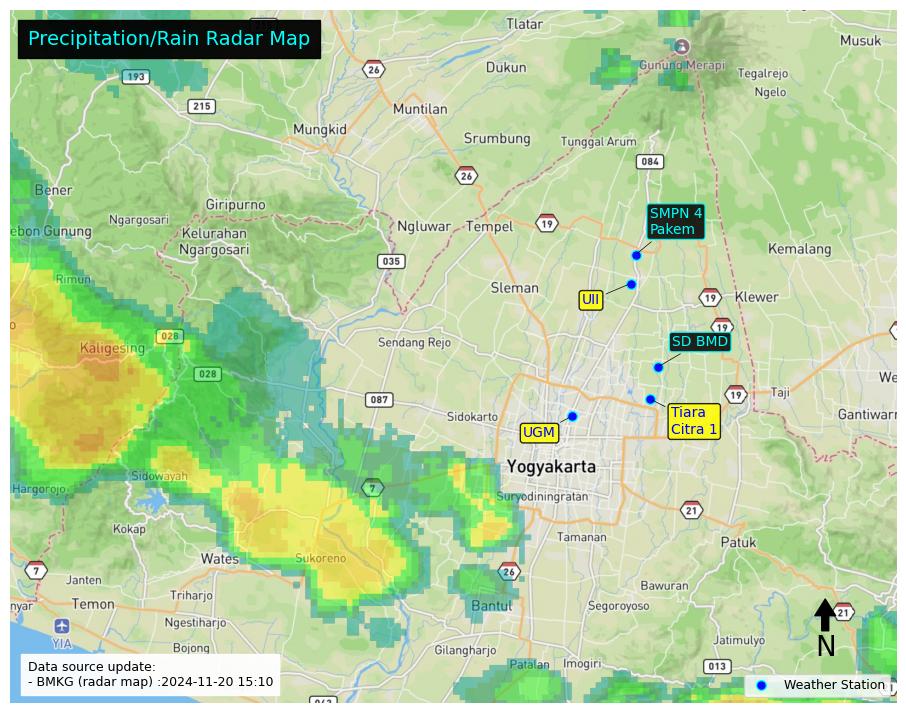 Precipitation/Rain Radar Map
Tlatar
Musuk
26
193
Dukun
Gunung Merapi
Tegalrejo
Ngelo
215
Muntilan
Mungkid
Srumbung
Tunggal Arum
084
26
Bener
Giripurno
Ngargosari
SMPN 4
Pakem
ebon Gunung
Kelurahan
Ngargosari
Ngluwar
Tempel
19
Kemalang
035
Rimun
Sleman
UII
19
Klewer
19
028
Kaligesing
Sendang Rejo
SD BMD
028
We
087
19
Taji
Sidokarto
Tiara
Citra 1
Gantiwarn
UGM
Yogyakarta
Sidowayah
Hargorejo
7
Suryodiningratan
21
Kokap
Tamanan
Patuk
Wates
Sukoreno
7
26
Janten
Bawuran
nyar
Temon
Triharjo
Bantul
Segoroyoso
21
YIA
Ngestiharjo
N
Jatimulyo
Bojong
Gilangharjo
Patalan
Imogiri
013
Data source update:
- BMKG (radar map) :2024-11-20 15:10
Weather Station